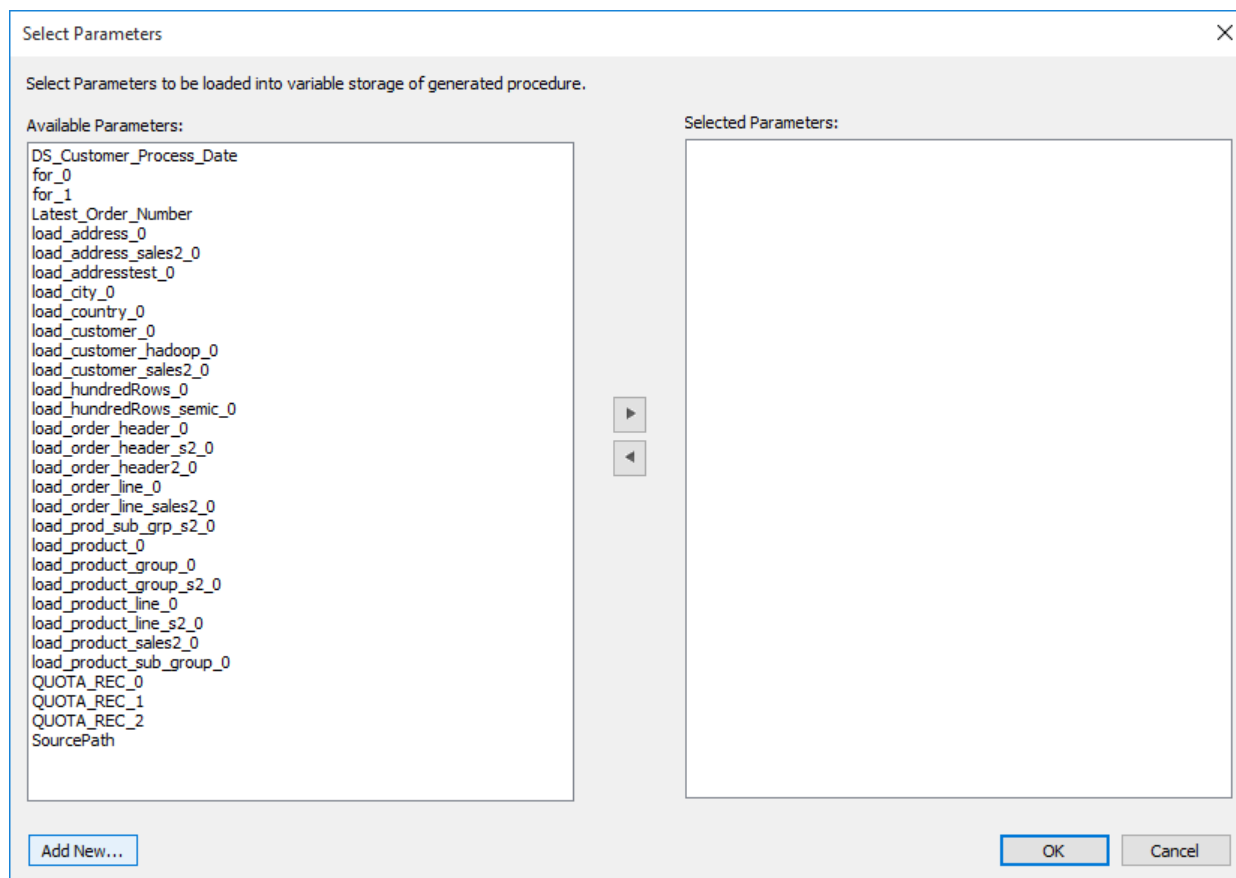 Select Parameters
Select Parameters to be loaded into variable storage of generated procedure.
Available Parameters:
DS_Customer_Process_Date
for_0
for_1
Latest_Order_Number
load_address_0
load_address_sales2_0
load_addresstest_0
load_city_0
load_country_0
load_customer_0
load_customer_hadoop_0
load_customer_sales2_0
load_hundredRows_0
load_hundredRows_semic_0
load_order_header_0
load_order_header_s2_0
load_order_header2_0
load_order_line_0
load_order_line_sales2_0
load_prod_sub_grp_s2_0
load_product_0
load_product_group_0
load_product_group_s2_0
load_product_line_0
load_product_line_s2_0
load_product_sales2_0
load_product_sub_group_0
QUOTA_REC_0
QUOTA_REC_1
QUOTA_REC_2
SourcePath
Selected Parameters:
Add New...
OK
Cancel